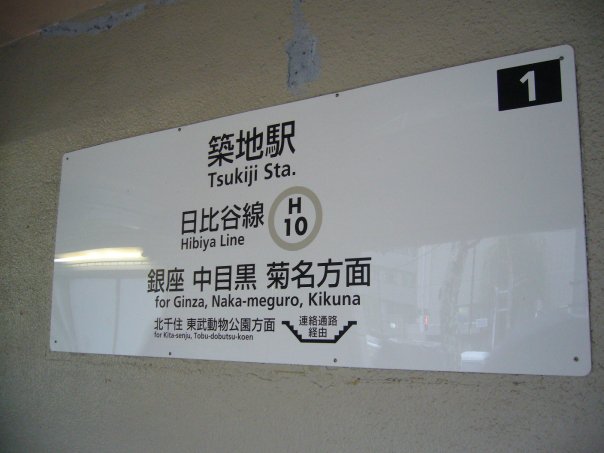 1
築地駅
Tsukiji Sta.
日比谷線
Hibiya Line
H
10
銀座 中目黒 菊名方面
for Ginza, Naka-meguro, Kikuna
北千住 東武動物公園方面
for Kita-senju, Tobu-dobutsu-koen
連絡通路
経由